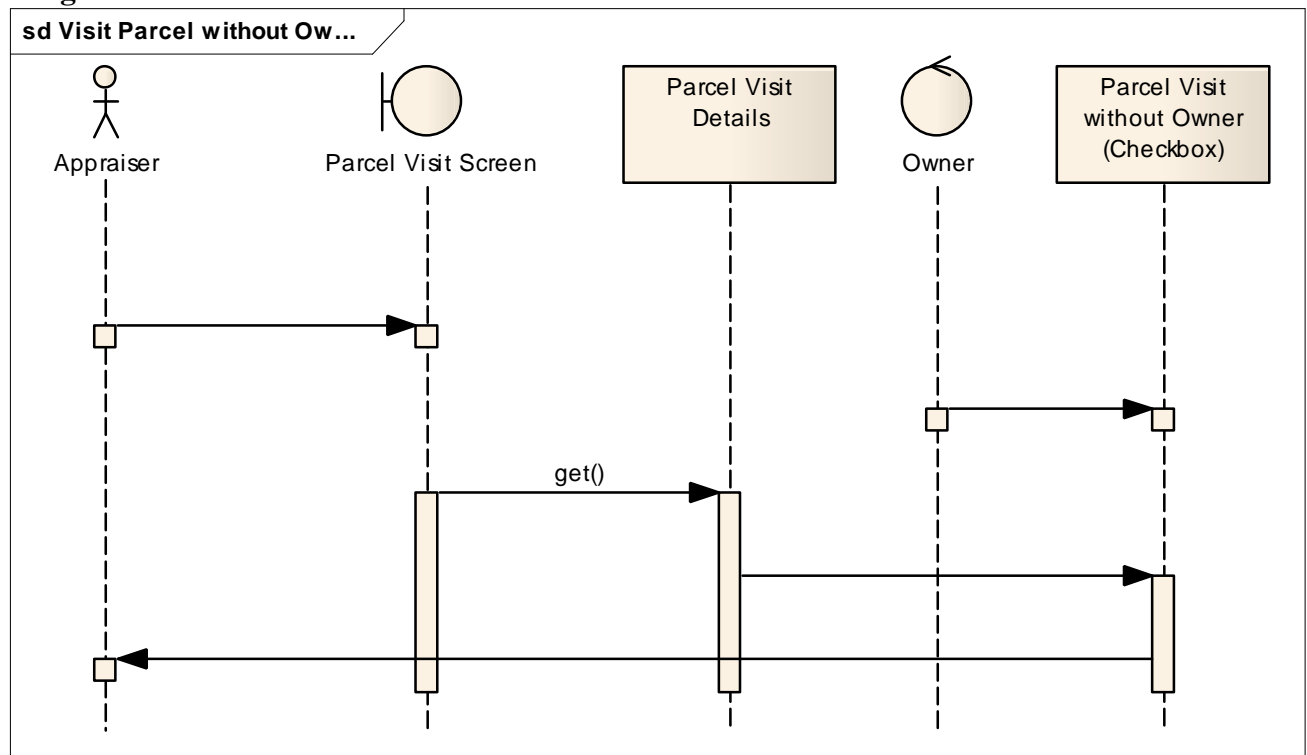 sd Visit Parcel without Ow...
Appraiser
Parcel Visit Screen
Parcel Visit
Details
Owner
Parcel Visit
without Owner
(Checkbox)
get()